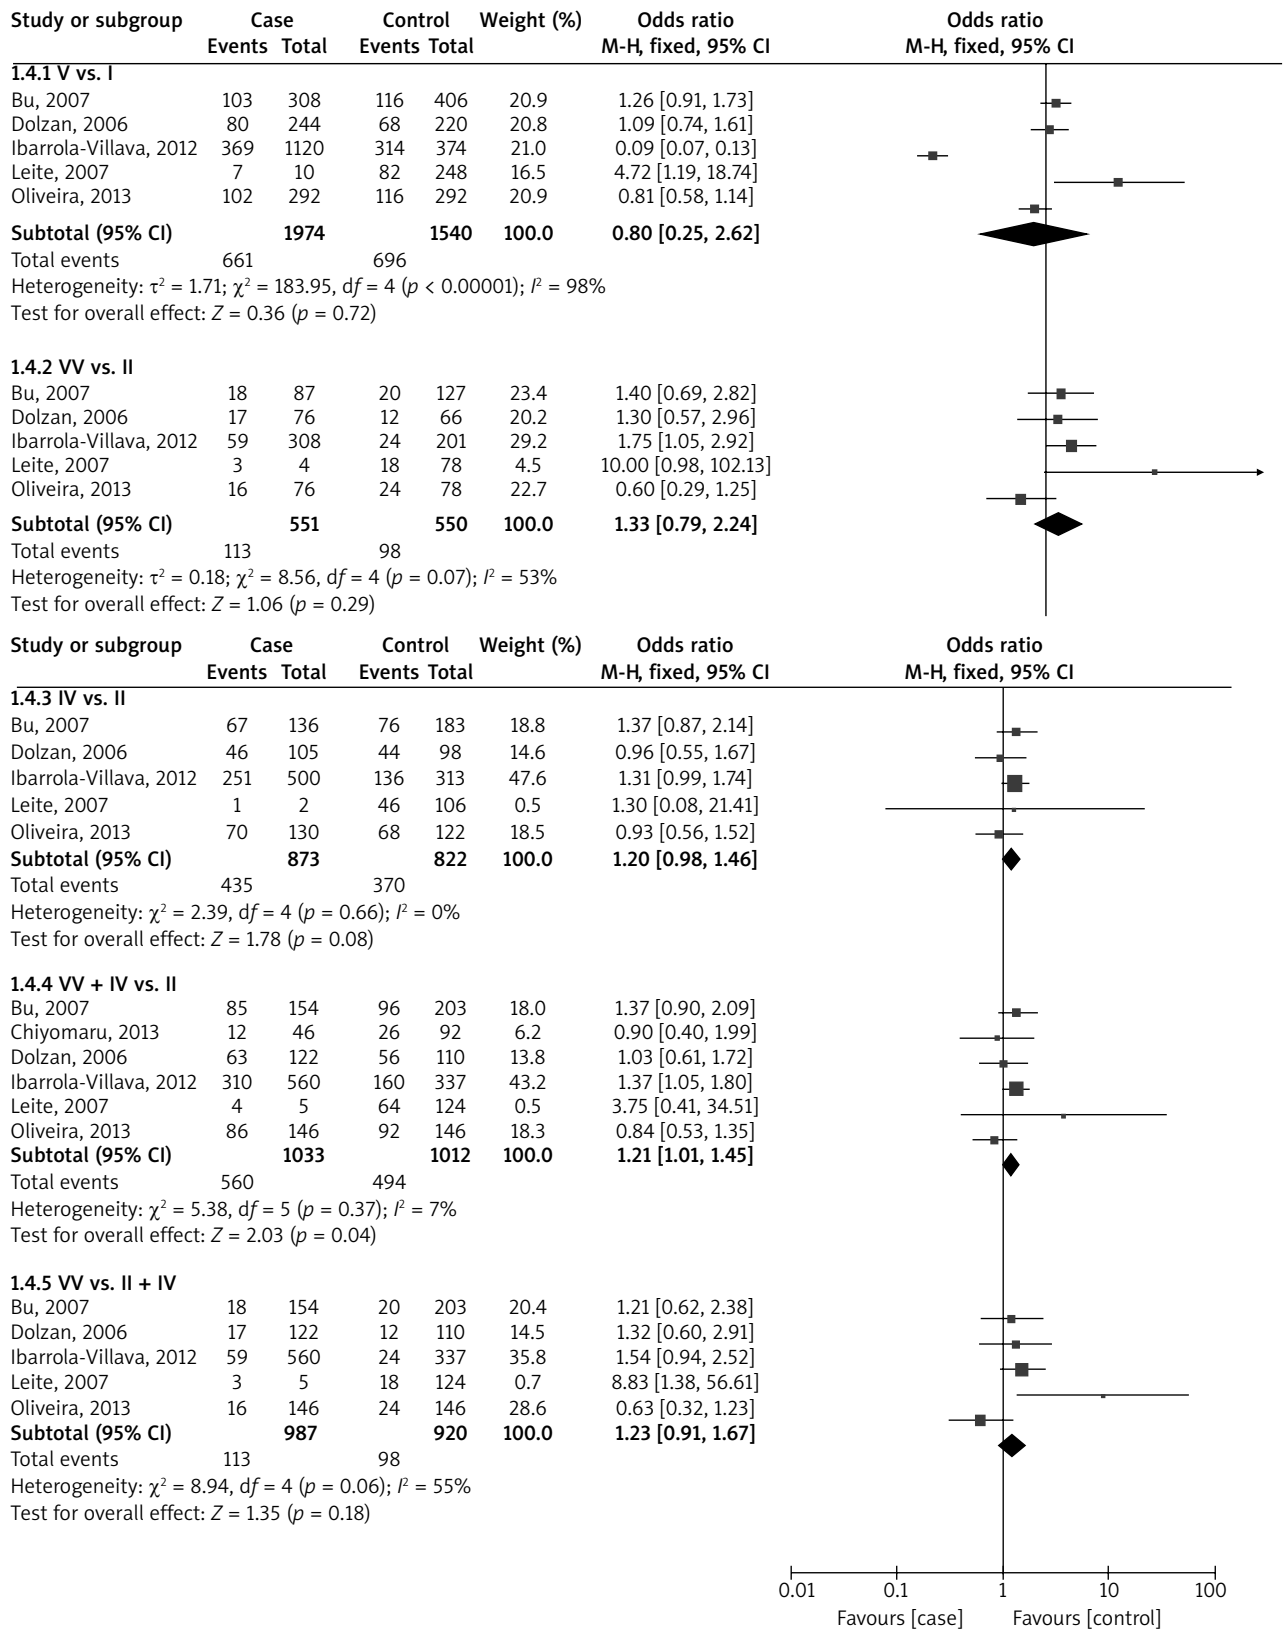 Study or subgroup Case Control Weight (%) Odds ratio Odds ratio
Events Total Events Total M-H, fixed, 95% CI M-H, fixed, 95% CI
1.4.1 V vs. I
Bu, 2007 103 308 116 406 20.9 1.26 [0.91, 1.73]
Dolzan, 2006 80 244 68 220 20.8 1.09 [0.74, 1.61]
Ibarrola-Villava, 2012 369 1120 314 374 21.0 0.09 [0.07, 0.13]
Leite, 2007 7 10 82 248 16.5 4.72 [1.19, 18.74]
Oliveira, 2013 102 292 116 292 20.9 0.81 [0.58, 1.14]
Subtotal (95% CI) 1974 1540 100.0 0.80 [0.25, 2.62]
Total events 661 696
Heterogeneity: τ² = 1.71; χ² = 183.95, df = 4 (p < 0.00001); I² = 98%
Test for overall effect: Z = 0.36 (p = 0.72)
1.4.2 VV vs. II
Bu, 2007 18 87 20 127 23.4 1.40 [0.69, 2.82]
Dolzan, 2006 17 76 12 66 20.2 1.30 [0.57, 2.96]
Ibarrola-Villava, 2012 59 308 24 201 29.2 1.75 [1.05, 2.92]
Leite, 2007 3 4 18 78 4.5 10.00 [0.98, 102.13]
Oliveira, 2013 16 76 24 78 22.7 0.60 [0.29, 1.25]
Subtotal (95% CI) 551 550 100.0 1.33 [0.79, 2.24]
Total events 113 98
Heterogeneity: τ² = 0.18; χ² = 8.56, df = 4 (p = 0.07); I² = 53%
Test for overall effect: Z = 1.06 (p = 0.29)
Study or subgroup Case Control Weight (%) Odds ratio Odds ratio
Events Total Events Total M-H, fixed, 95% CI M-H, fixed, 95% CI
1.4.3 IV vs. II
Bu, 2007 67 136 76 183 18.8 1.37 [0.87, 2.14]
Dolzan, 2006 46 105 44 98 14.6 0.96 [0.55, 1.67]
Ibarrola-Villava, 2012 251 500 136 313 47.6 1.31 [0.99, 1.74]
Leite, 2007 1 2 46 106 0.5 1.30 [0.08, 21.41]
Oliveira, 2013 70 130 68 122 18.5 0.93 [0.56, 1.52]
Subtotal (95% CI) 873 822 100.0 1.20 [0.98, 1.46]
Total events 435 370
Heterogeneity: χ² = 2.39, df = 4 (p = 0.66); I² = 0%
Test for overall effect: Z = 1.78 (p = 0.08)
1.4.4 VV + IV vs. II
Bu, 2007 85 154 96 203 18.0 1.37 [0.90, 2.09]
Chiyomaru, 2013 12 46 26 92 6.2 0.90 [0.40, 1.99]
Dolzan, 2006 63 122 56 110 13.8 1.03 [0.61, 1.72]
Ibarrola-Villava, 2012 310 560 160 337 43.2 1.37 [1.05, 1.80]
Leite, 2007 4 5 64 124 0.5 3.75 [0.41, 34.51]
Oliveira, 2013 86 146 92 146 18.3 0.84 [0.53, 1.35]
Subtotal (95% CI) 1033 1012 100.0 1.21 [1.01, 1.45]
Total events 560 494
Heterogeneity: χ² = 5.38, df = 5 (p = 0.37); I² = 7%
Test for overall effect: Z = 2.03 (p = 0.04)
1.4.5 VV vs. II + IV
Bu, 2007 18 154 20 203 20.4 1.21 [0.62, 2.38]
Dolzan, 2006 17 122 12 110 14.5 1.32 [0.60, 2.91]
Ibarrola-Villava, 2012 59 560 24 337 35.8 1.54 [0.94, 2.52]
Leite, 2007 3 5 18 124 0.7 8.83 [1.38, 56.61]
Oliveira, 2013 16 146 24 146 28.6 0.63 [0.32, 1.23]
Subtotal (95% CI) 987 920 100.0 1.23 [0.91, 1.67]
Total events 113 98
Heterogeneity: χ² = 8.94, df = 4 (p = 0.06); I² = 55%
Test for overall effect: Z = 1.35 (p = 0.18)
0.01 0.1 1 10 100
Favours [case] Favours [control]